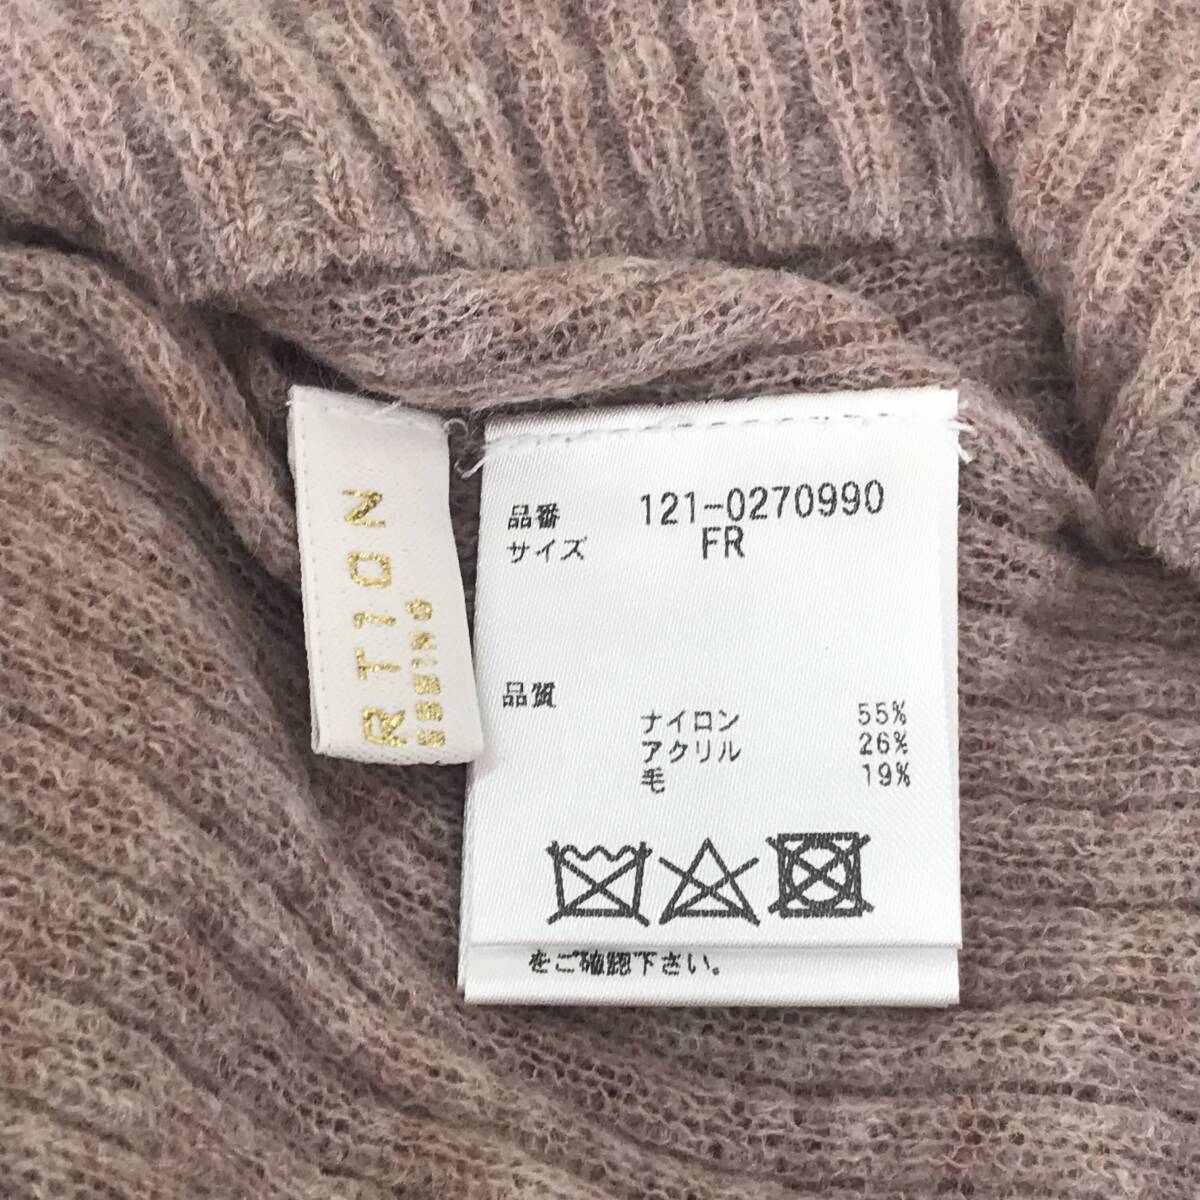 RTION
品番 121-0270990
サイズ FR
品質
ナイロン 55%
アクリル 26%
毛 19%
をご確認下さい。